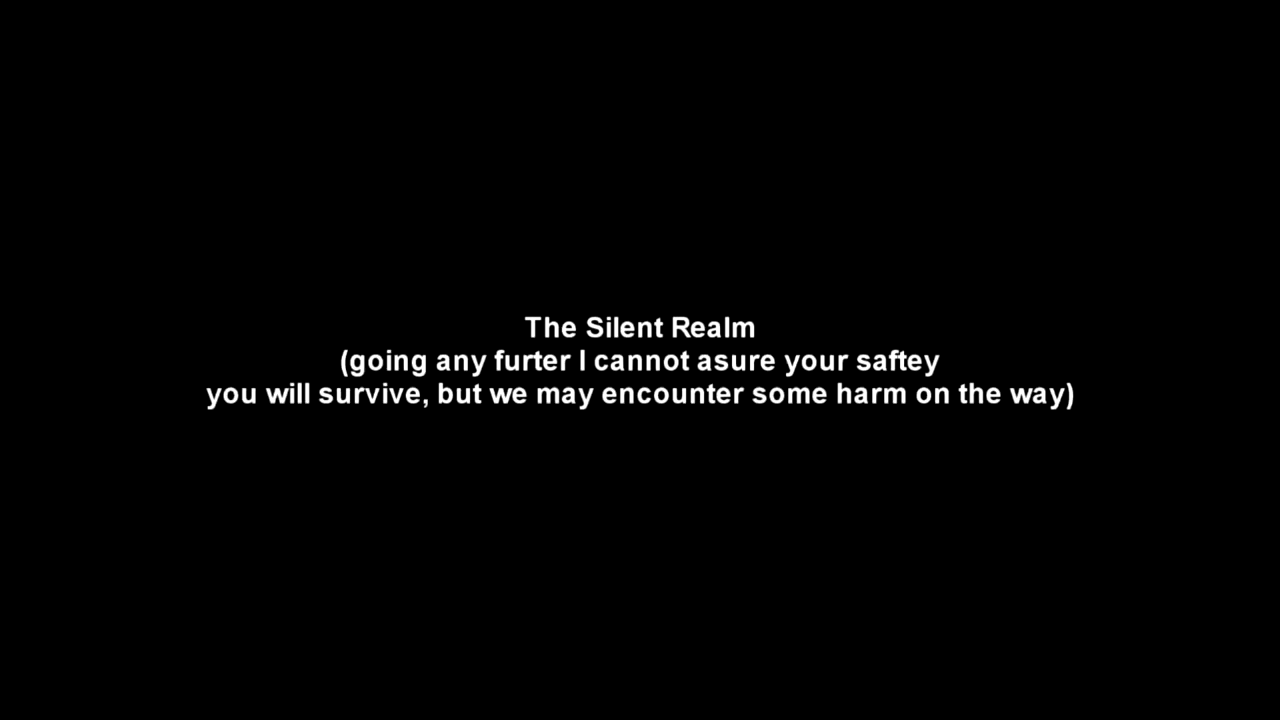 The Silent Realm
(going any furter I cannot asure your saftey
you will survive, but we may encounter some harm on the way)